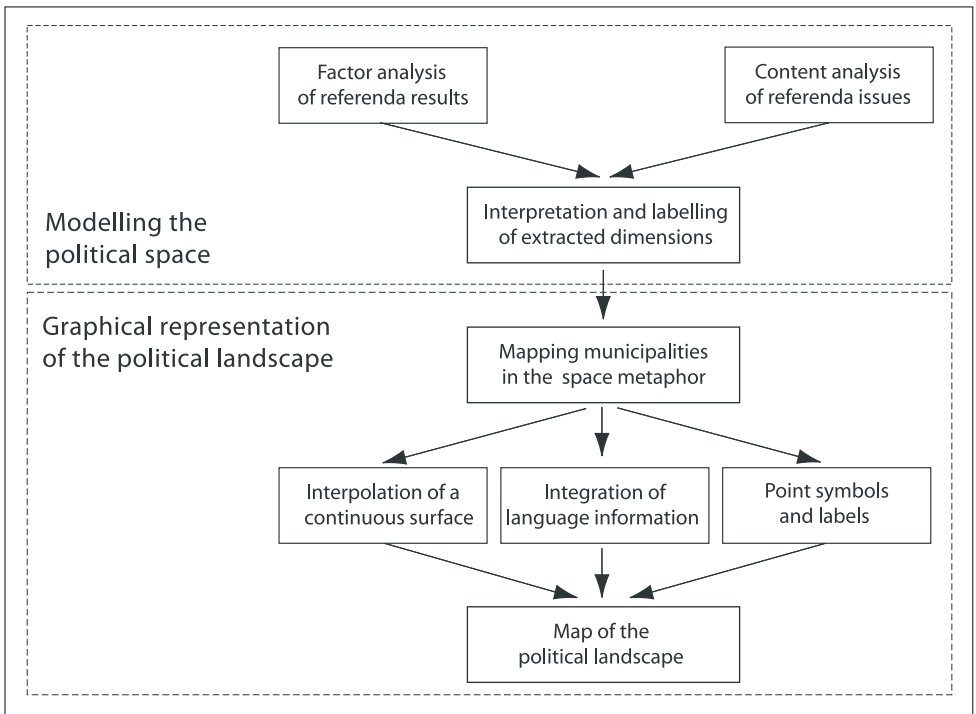 Factor analysis
of referenda results
Content analysis
of referenda issues
Interpretation and labelling
of extracted dimensions
Modelling the
political space
Graphical representation
of the political landscape
Mapping municipalities
in the space metaphor
Interpolation of a
continuous surface
Integration of
language information
Point symbols
and labels
Map of the
political landscape